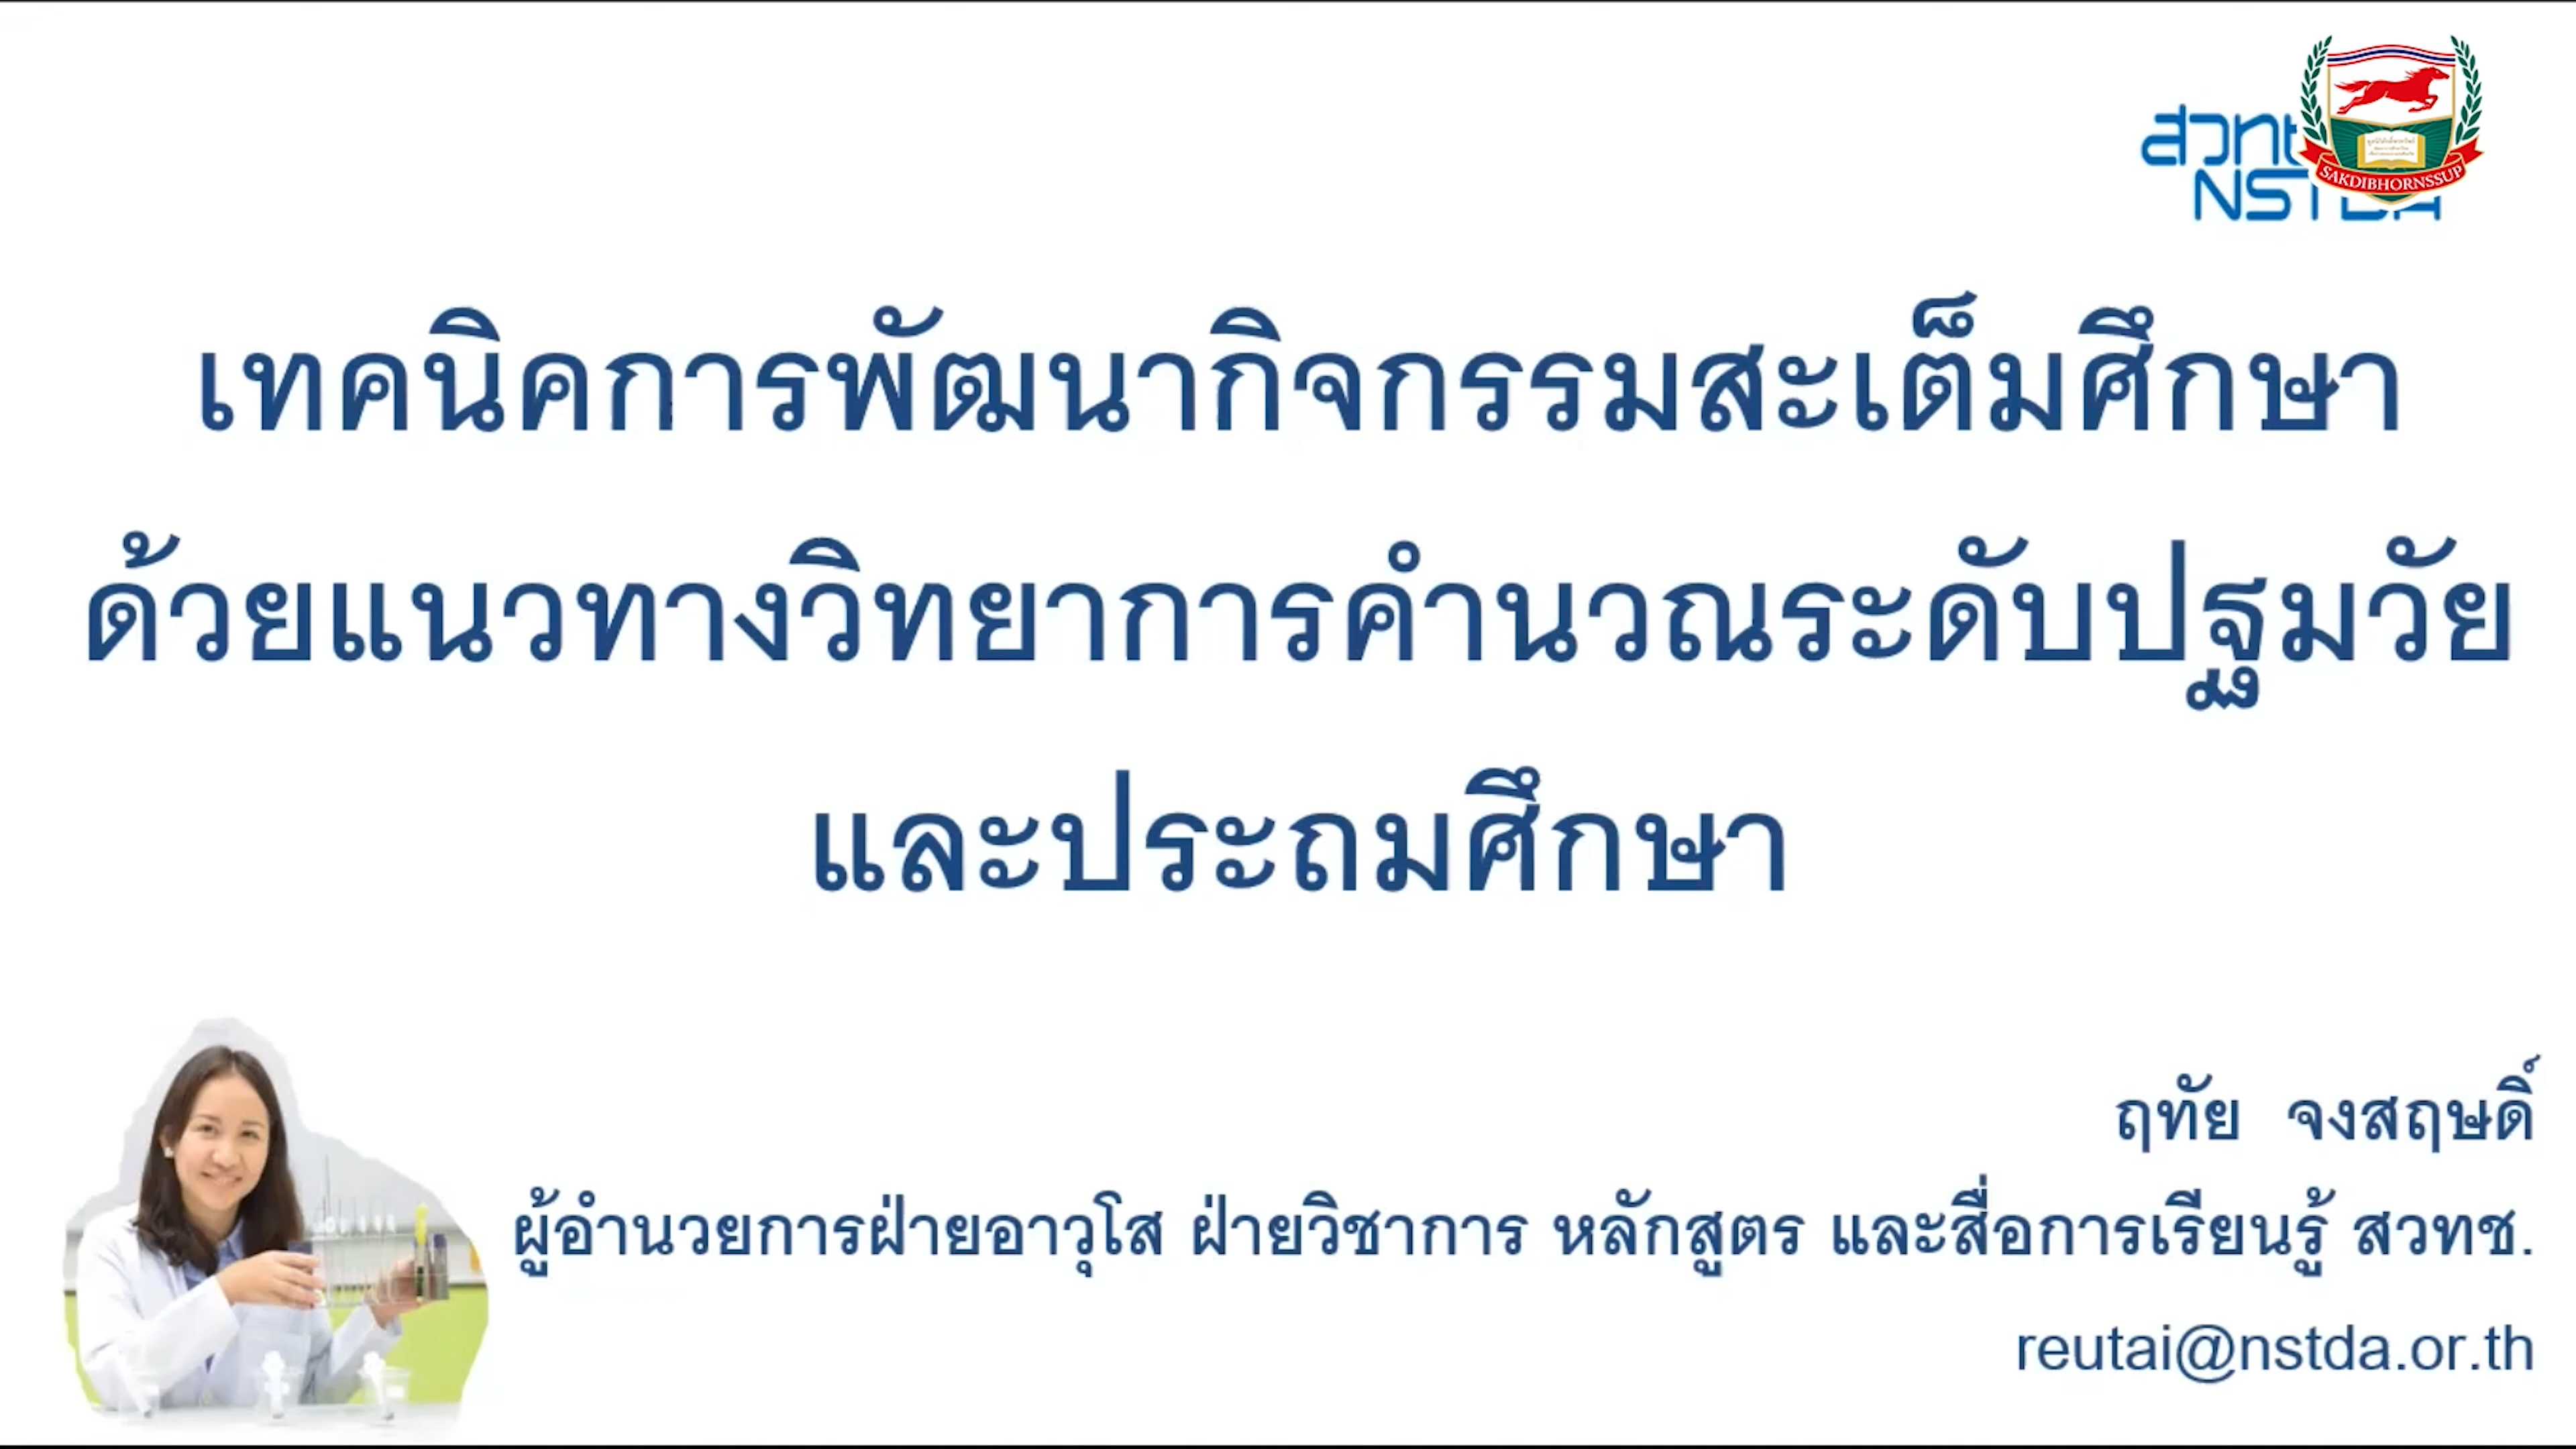 สวท
NST
SAKDIBHORNSSUP
เทคนิคการพัฒนากิจกรรมสะเต็มศึกษา
ด้วยแนวทางวิทยาการคำนวณระดับปฐมวัย
และประถมศึกษา
ฤทัย จงสฤษดิ์
ผู้อำนวยการฝ่ายอาวุโส ฝ่ายวิชาการ หลักสูตร และสื่อการเรียนรู้ สวทช.
reutai@nstda.or.th